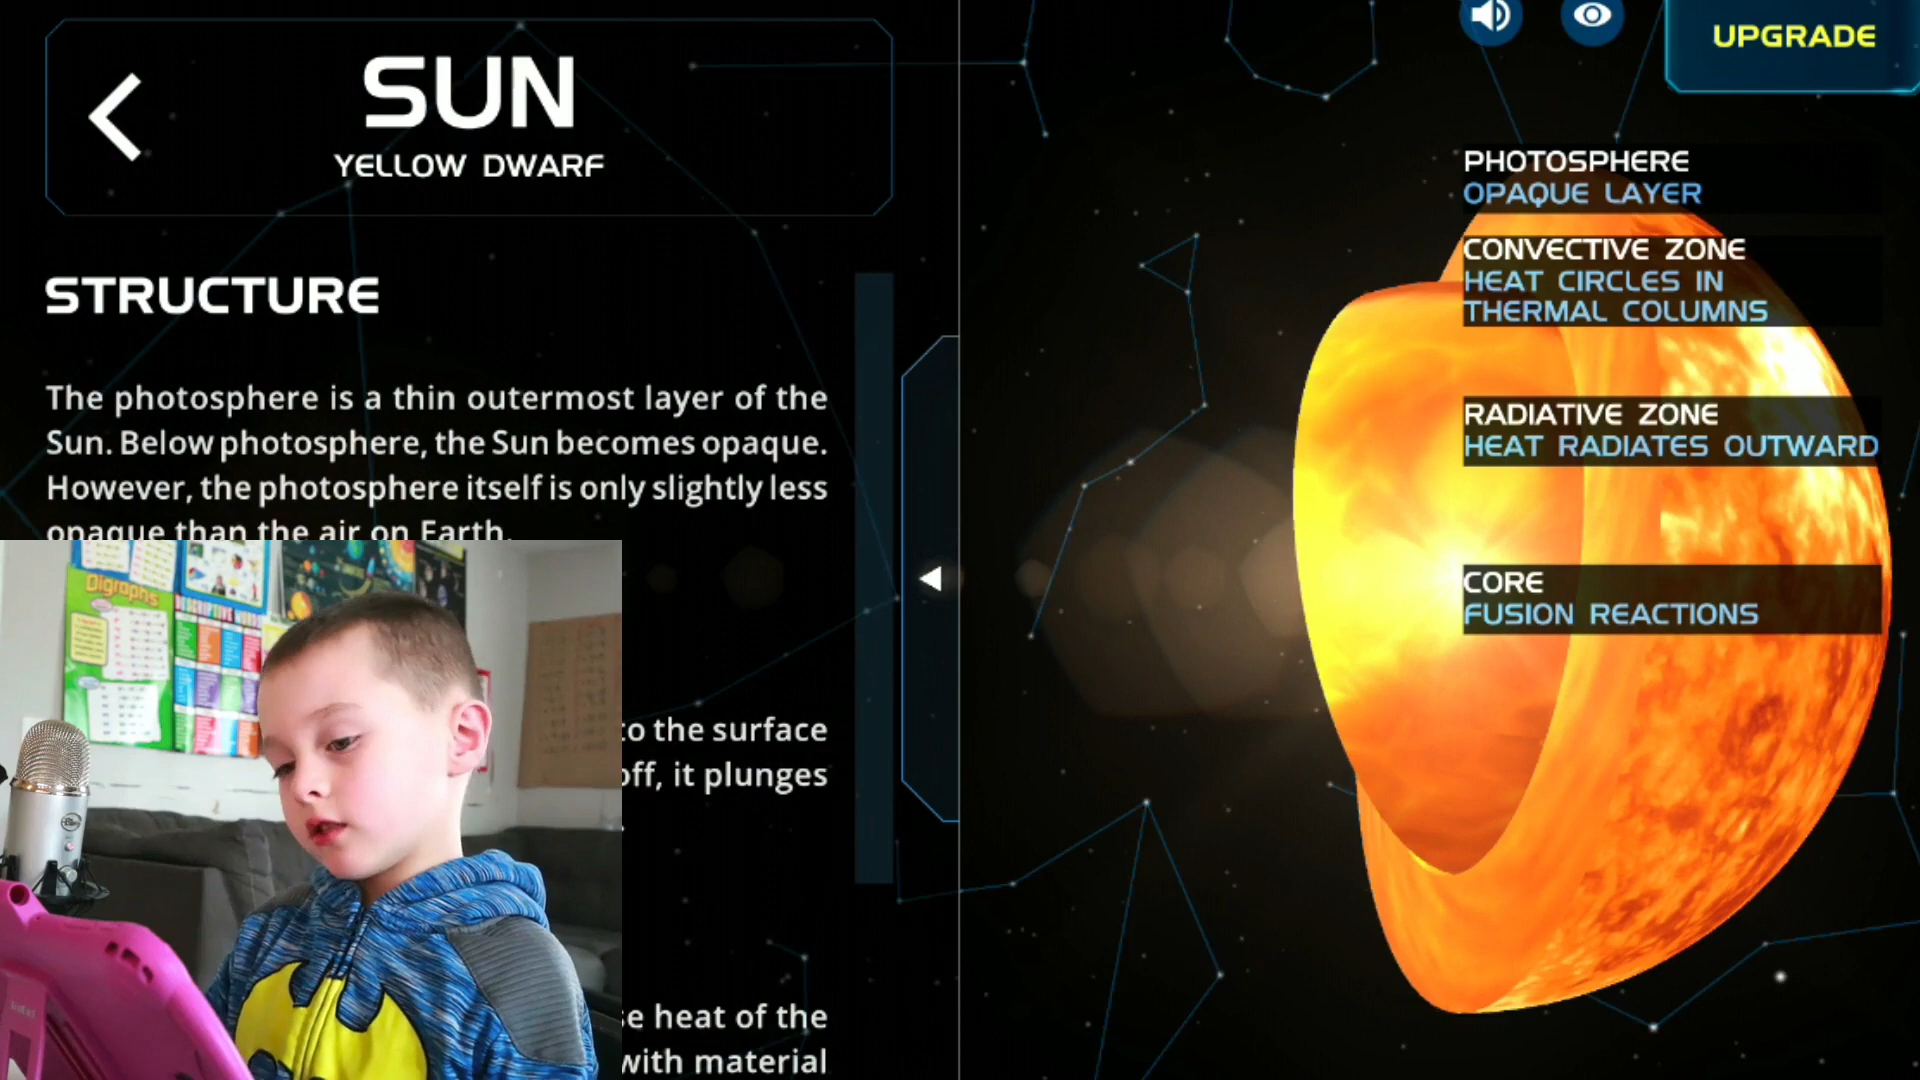 SUN
YELLOW DWARF
STRUCTURE
The photosphere is a thin outermost layer of the
Sun. Below photosphere, the Sun becomes opaque.
However, the photosphere itself is only slightly less
opaque than the air on Earth.
to the surface
off, it plunges
heat of the
with material
UPGRADE
PHOTOSPHERE
OPAQUE LAYER
CONVECTIVE ZONE
HEAT CIRCLES IN
THERMAL COLUMNS
RADIATIVE ZONE
HEAT RADIATES OUTWARD
CORE
FUSION REACTIONS
Digraphs
DESCRIPTIVE WORDS